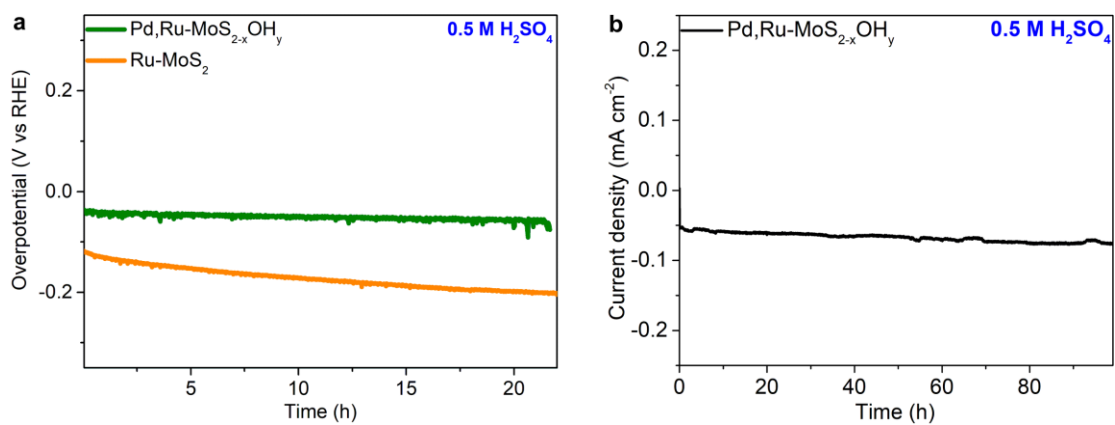 a
Pd,Ru-MoS₂₋ₓOHᵧ
0.5 M H₂SO₄
Ru-MoS₂
0.2
0.0
-0.2
Overpotential (V vs RHE)
5
10
15
20
Time (h)
b
Pd,Ru-MoS₂₋ₓOHᵧ
0.5 M H₂SO₄
0.2
0.1
0.0
-0.1
-0.2
Current density (mA cm⁻²)
0
20
40
60
80
Time (h)